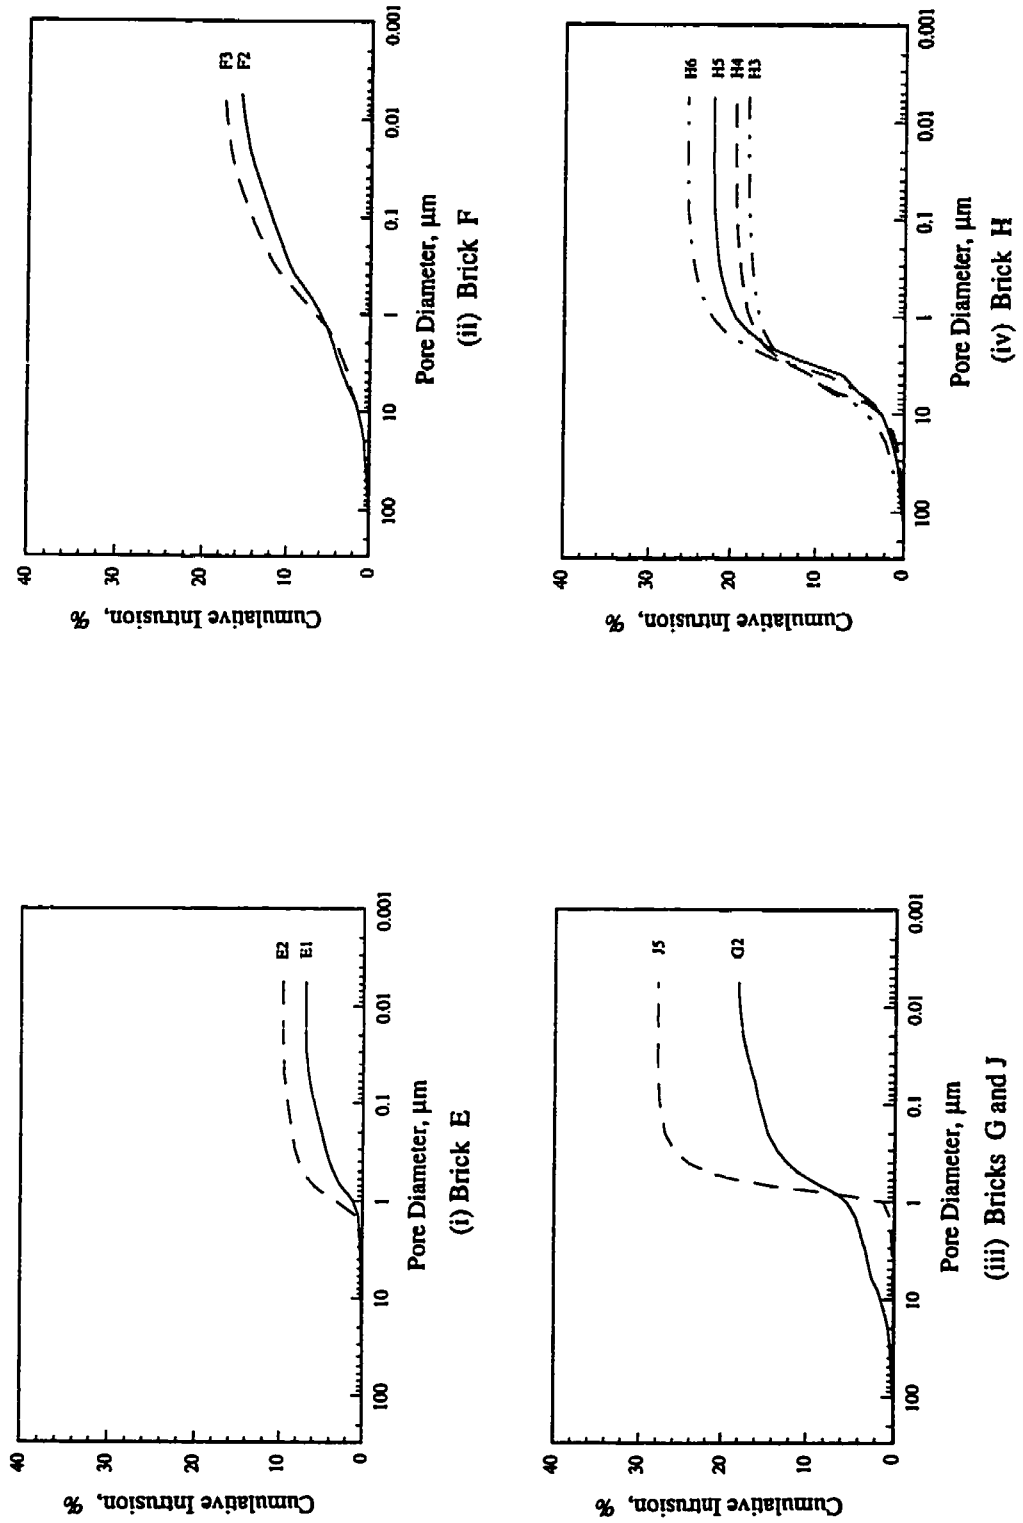 40
30
20
10
0
Cumulative Intrusion, %
E2
E1
100
10
1
0.1
0.01
0.001
Pore Diameter, µm
(i) Brick E
40
30
20
10
0
Cumulative Intrusion, %
F3
F2
100
10
1
0.1
0.01
0.001
Pore Diameter, µm
(ii) Brick F
40
30
20
10
0
Cumulative Intrusion, %
J5
G2
100
10
1
0.1
0.01
0.001
Pore Diameter, µm
(iii) Bricks G and J
40
30
20
10
0
Cumulative Intrusion, %
H6
H5
H4
H3
100
10
1
0.1
0.01
0.001
Pore Diameter, µm
(iv) Brick H